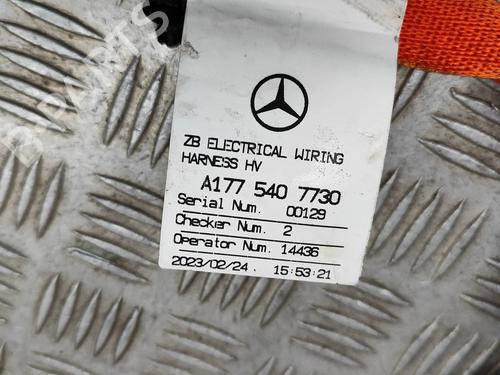 ZB ELECTRICAL WIRING
HARNESS HV
A177 540 7730
Serial Num. 00129
Checker Num. 2
Operator Num. 14436
2023/02/24. 15:53:21
B-PARTS